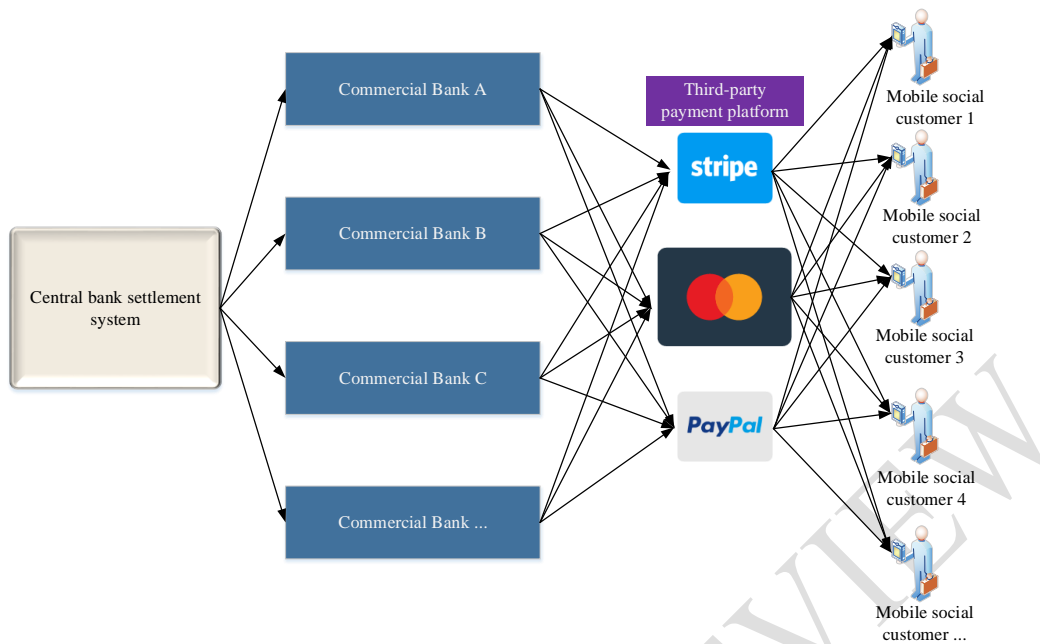 Central bank settlement
system
Commercial Bank A
Commercial Bank B
Commercial Bank C
Commercial Bank ...
Third-party
payment platform
stripe
PayPal
Mobile social
customer 1
Mobile social
customer 2
Mobile social
customer 3
Mobile social
customer 4
Mobile social
customer ...
VIEW